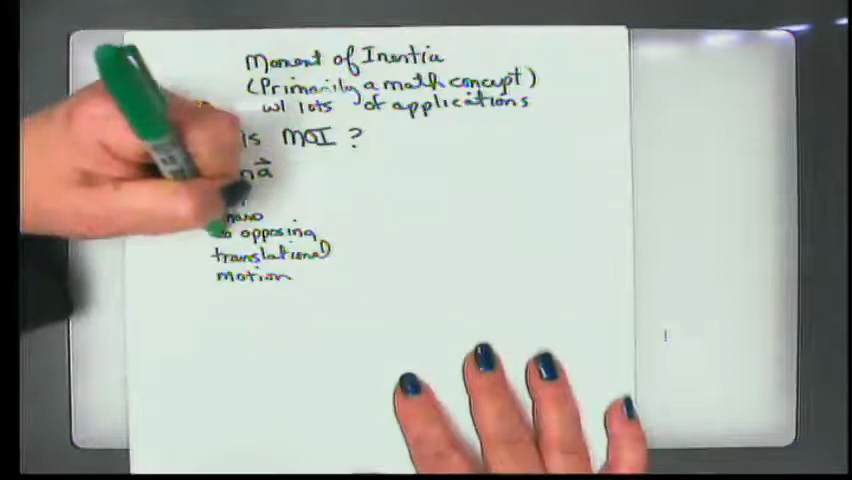 Moment of Inertia
(Primarily a math concept)
w/ lots of applications
is MOI ?
a
opposing
translational
motion